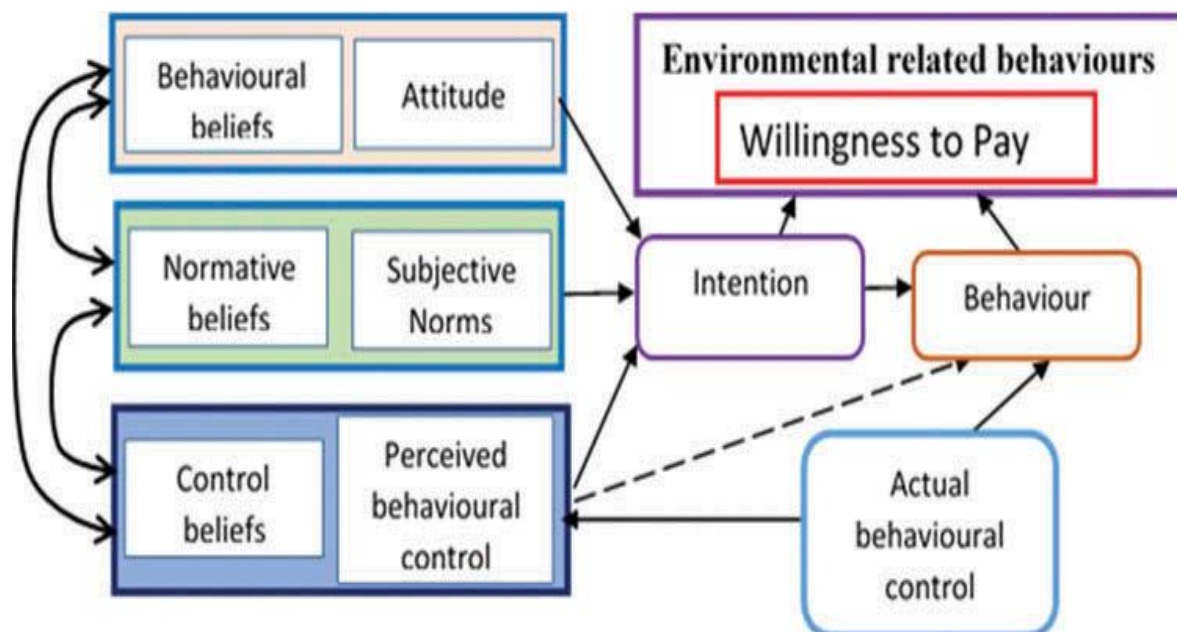 Behavioural
beliefs
Attitude
Environmental related behaviours
Willingness to Pay
Normative
beliefs
Subjective
Norms
Intention
Behaviour
Control
beliefs
Perceived
behavioural
control
Actual
behavioural
control